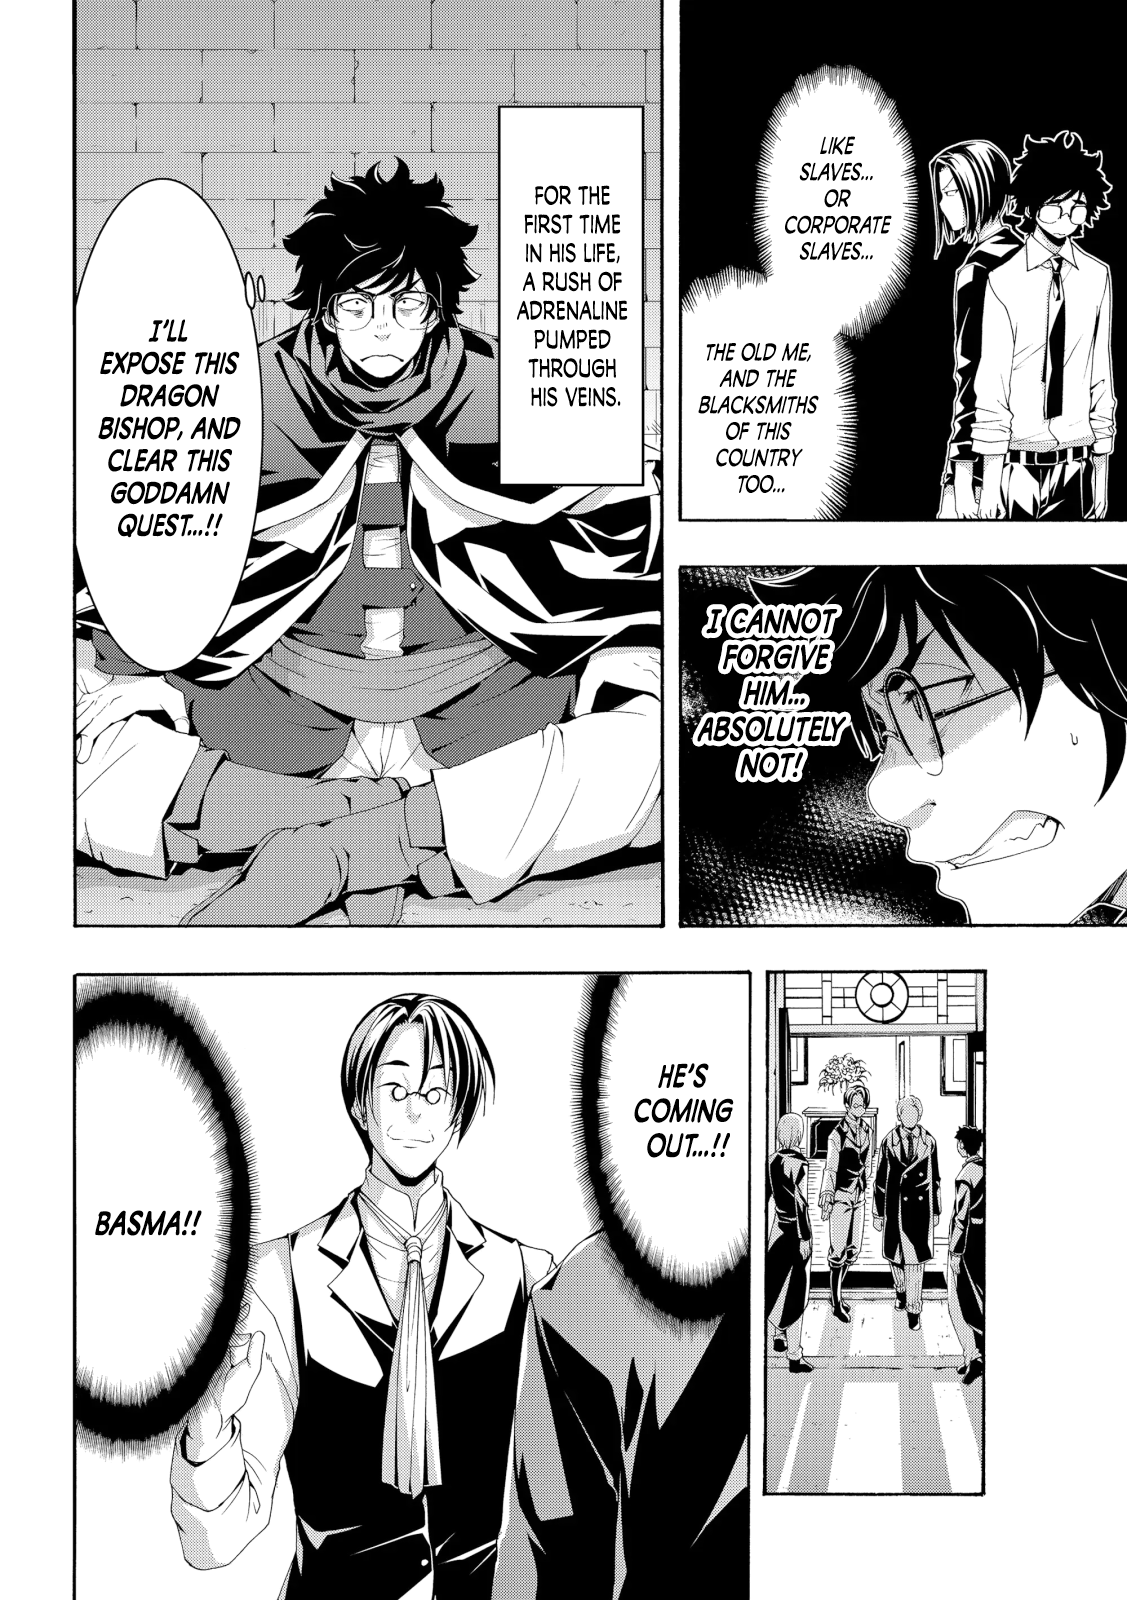 LIKE
SLAVES...
OR
CORPORATE
SLAVES...
THE OLD ME,
AND THE
BLACKSMITHS
OF THIS
COUNTRY
TOO...
I CANNOT
FORGIVE
HIM...
ABSOLUTELY
NOT!
FOR THE
FIRST TIME
IN HIS LIFE,
A RUSH OF
ADRENALINE
PUMPED
THROUGH
HIS VEINS.
I'LL
EXPOSE THIS
DRAGON
BISHOP, AND
CLEAR THIS
GODDAMN
QUEST...!!
HE'S
COMING
OUT...!!
BASMA!!